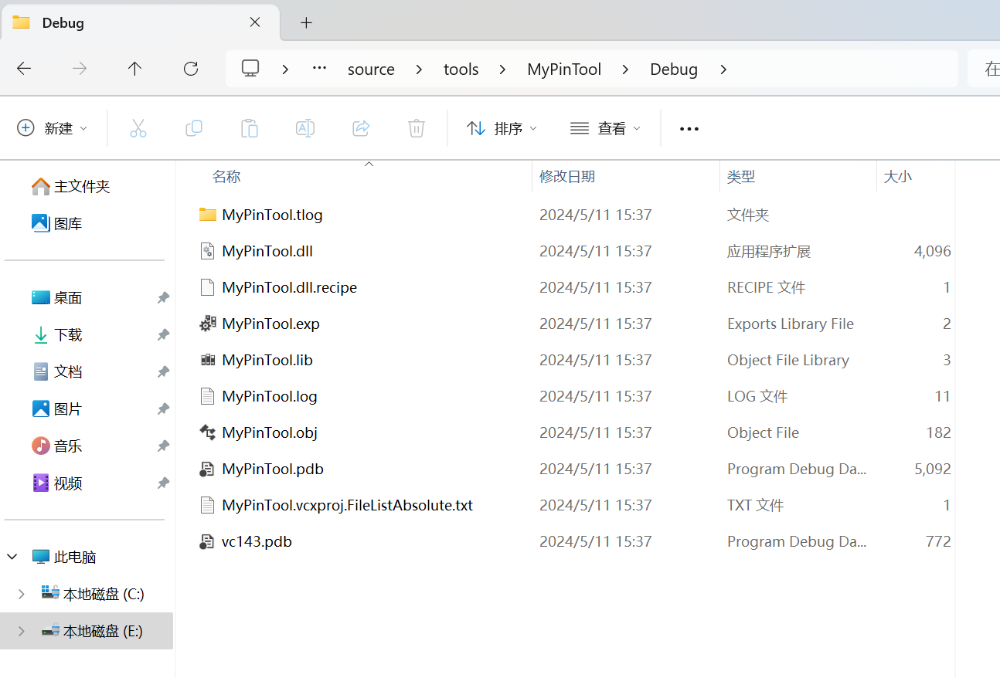 Debug
source tools MyPinTool Debug 在
新建 排序 查看
名称 修改日期 类型 大小
主文件夹
图库
桌面
下载
文档
图片
音乐
视频
此电脑
本地磁盘 (C:)
本地磁盘 (E:)
MyPinTool.tlog 2024/5/11 15:37 文件夹
MyPinTool.dll 2024/5/11 15:37 应用程序扩展 4,096
MyPinTool.dll.recipe 2024/5/11 15:37 RECIPE 文件 1
MyPinTool.exp 2024/5/11 15:37 Exports Library File 2
MyPinTool.lib 2024/5/11 15:37 Object File Library 3
MyPinTool.log 2024/5/11 15:37 LOG 文件 11
MyPinTool.obj 2024/5/11 15:37 Object File 182
MyPinTool.pdb 2024/5/11 15:37 Program Debug Da... 5,092
MyPinTool.vcxproj.FileListAbsolute.txt 2024/5/11 15:37 TXT 文件 1
vc143.pdb 2024/5/11 15:37 Program Debug Da... 772